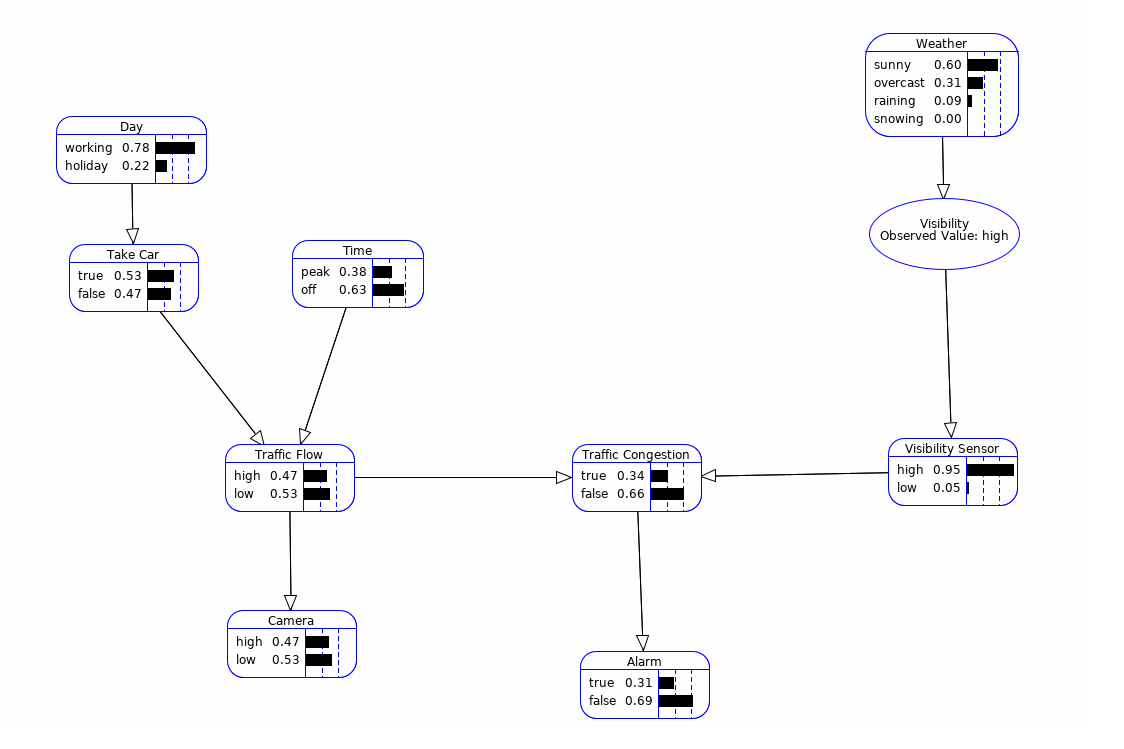 Weather
sunny 0.60
overcast 0.31
raining 0.09
snowing 0.00
Day
working 0.78
holiday 0.22
Visibility
Observed Value: high
Take Car
true 0.53
false 0.47
Time
peak 0.38
off 0.63
Traffic Flow
high 0.47
low 0.53
Traffic Congestion
true 0.34
false 0.66
Visibility Sensor
high 0.95
low 0.05
Camera
high 0.47
low 0.53
Alarm
true 0.31
false 0.69